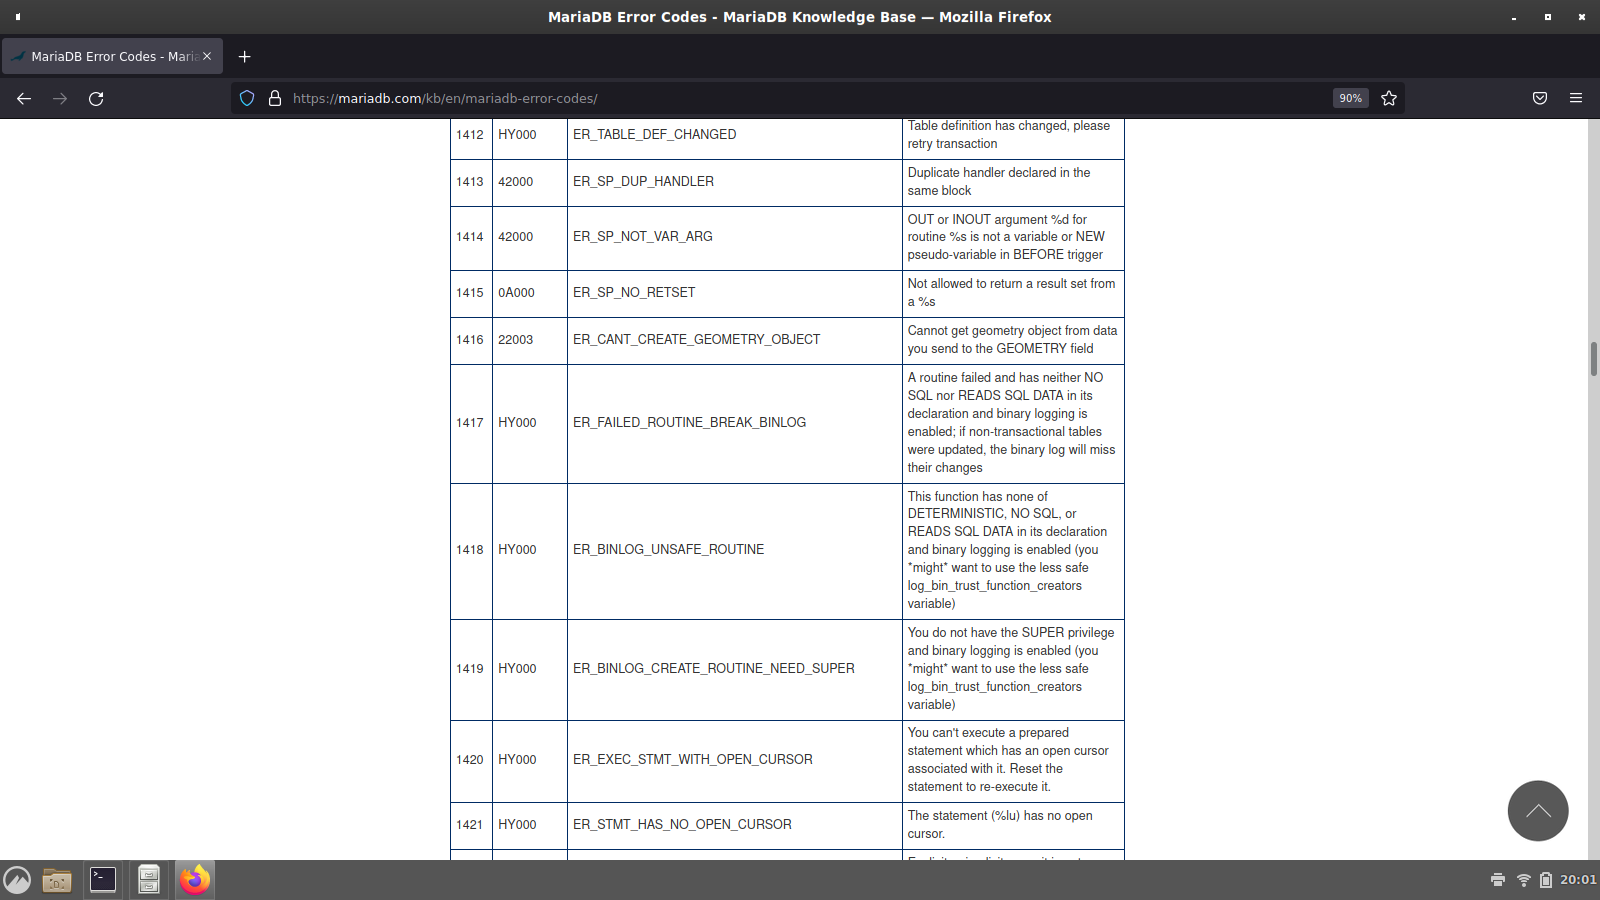 MariaDB Error Codes - MariaDB Knowledge Base — Mozilla Firefox
MariaDB Error Codes - Maria
https://mariadb.com/kb/en/mariadb-error-codes/
90%
1412 HY000 ER_TABLE_DEF_CHANGED Table definition has changed, please
retry transaction
1413 42000 ER_SP_DUP_HANDLER Duplicate handler declared in the
same block
1414 42000 ER_SP_NOT_VAR_ARG OUT or INOUT argument %d for
routine %s is not a variable or NEW
pseudo-variable in BEFORE trigger
1415 0A000 ER_SP_NO_RETSET Not allowed to return a result set from
a %s
1416 22003 ER_CANT_CREATE_GEOMETRY_OBJECT Cannot get geometry object from data
you send to the GEOMETRY field
1417 HY000 ER_FAILED_ROUTINE_BREAK_BINLOG A routine failed and has neither NO
SQL nor READS SQL DATA in its
declaration and binary logging is
enabled; if non-transactional tables
were updated, the binary log will miss
their changes
1418 HY000 ER_BINLOG_UNSAFE_ROUTINE This function has none of
DETERMINISTIC, NO SQL, or
READS SQL DATA in its declaration
and binary logging is enabled (you
*might* want to use the less safe
log_bin_trust_function_creators
variable)
1419 HY000 ER_BINLOG_CREATE_ROUTINE_NEED_SUPER You do not have the SUPER privilege
and binary logging is enabled (you
*might* want to use the less safe
log_bin_trust_function_creators
variable)
1420 HY000 ER_EXEC_STMT_WITH_OPEN_CURSOR You can't execute a prepared
statement which has an open cursor
associated with it. Reset the
statement to re-execute it.
1421 HY000 ER_STMT_HAS_NO_OPEN_CURSOR The statement (%lu) has no open
cursor.
20:01